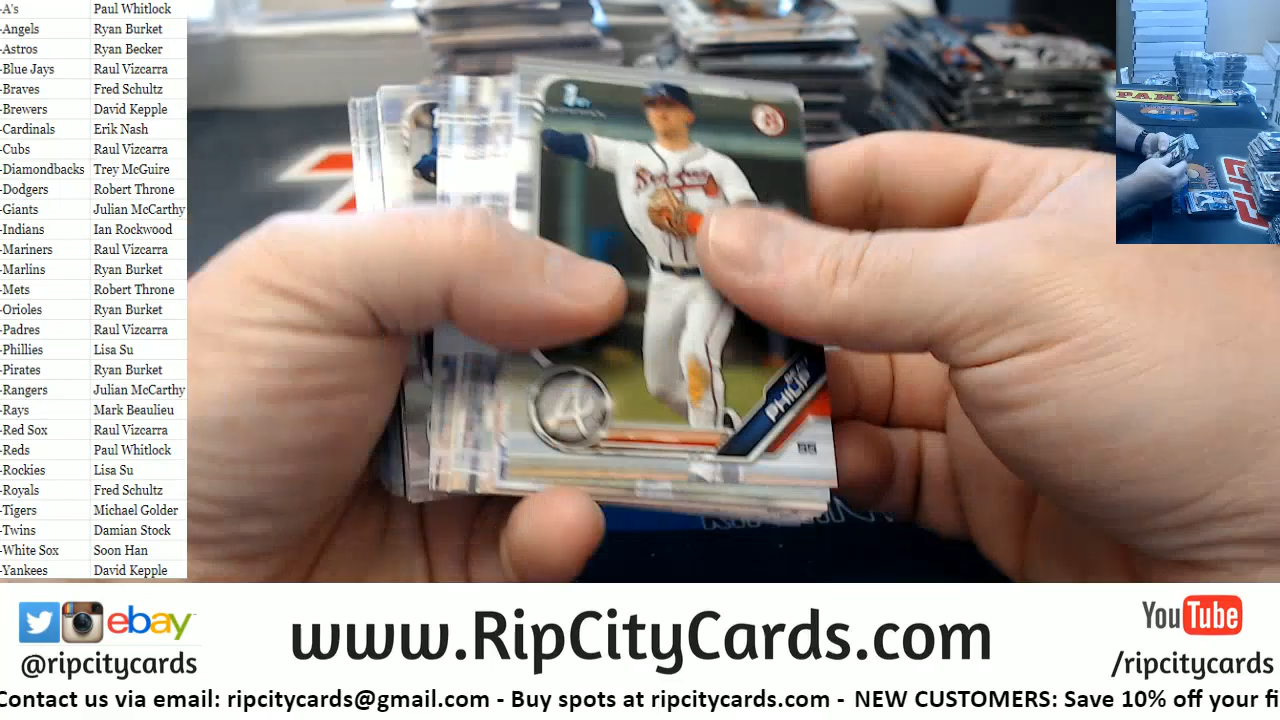 -A's Paul Whitlock
-Angels Ryan Burket
-Astros Ryan Becker
-Blue Jays Raul Vizcarra
-Braves Fred Schultz
-Brewers David Kepple
-Cardinals Erik Nash
-Cubs Raul Vizcarra
-Diamondbacks Trey McGuire
-Dodgers Robert Throne
-Giants Julian McCarthy
-Indians Ian Rockwood
-Mariners Raul Vizcarra
-Marlins Ryan Burket
-Mets Robert Throne
-Orioles Ryan Burket
-Padres Raul Vizcarra
-Phillies Lisa Su
-Pirates Ryan Burket
-Rangers Julian McCarthy
-Rays Mark Beaulieu
-Red Sox Raul Vizcarra
-Reds Paul Whitlock
-Rockies Lisa Su
-Royals Fred Schultz
-Tigers Michael Golder
-Twins Damian Stock
-White Sox Soon Han
-Yankees David Kepple
SS
ebay
@ripcitycards
www.RipCityCards.com
YouTube
/ripcitycards
Contact us via email: ripcitycards@gmail.com - Buy spots at ripcitycards.com - NEW CUSTOMERS: Save 10% off your fi